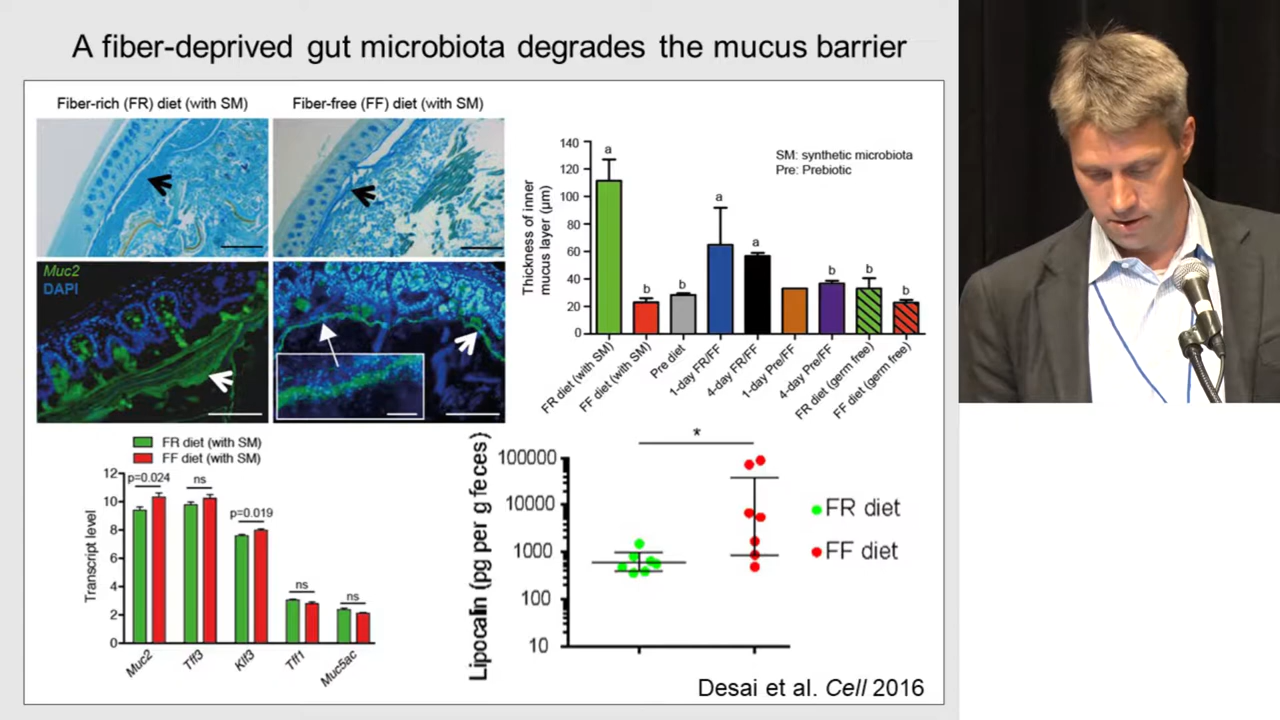 A fiber-deprived gut microbiota degrades the mucus barrier
Fiber-rich (FR) diet (with SM)
Fiber-free (FF) diet (with SM)
Muc2
DAPI
Thickness of inner
mucus layer (µm)
140
120
100
80
60
40
20
0
a
b
b
a
a
b
b
b
SM: synthetic microbiota
Pre: Prebiotic
FR diet (with SM)
FF diet (with SM)
Pre diet
1-day FR/FF
4-day FR/FF
1-day Pre/FF
4-day Pre/FF
FR diet (germ free)
FF diet (germ free)
FR diet (with SM)
FF diet (with SM)
Transcript level
12
10
8
6
4
2
0
p=0.024
ns
p=0.019
ns
ns
Muc2
Tff3
Klf3
Tff1
Muc5ac
Lipocalin (pg per g feces)
100000
10000
1000
100
10
*
FR diet
FF diet
Desai et al. Cell 2016